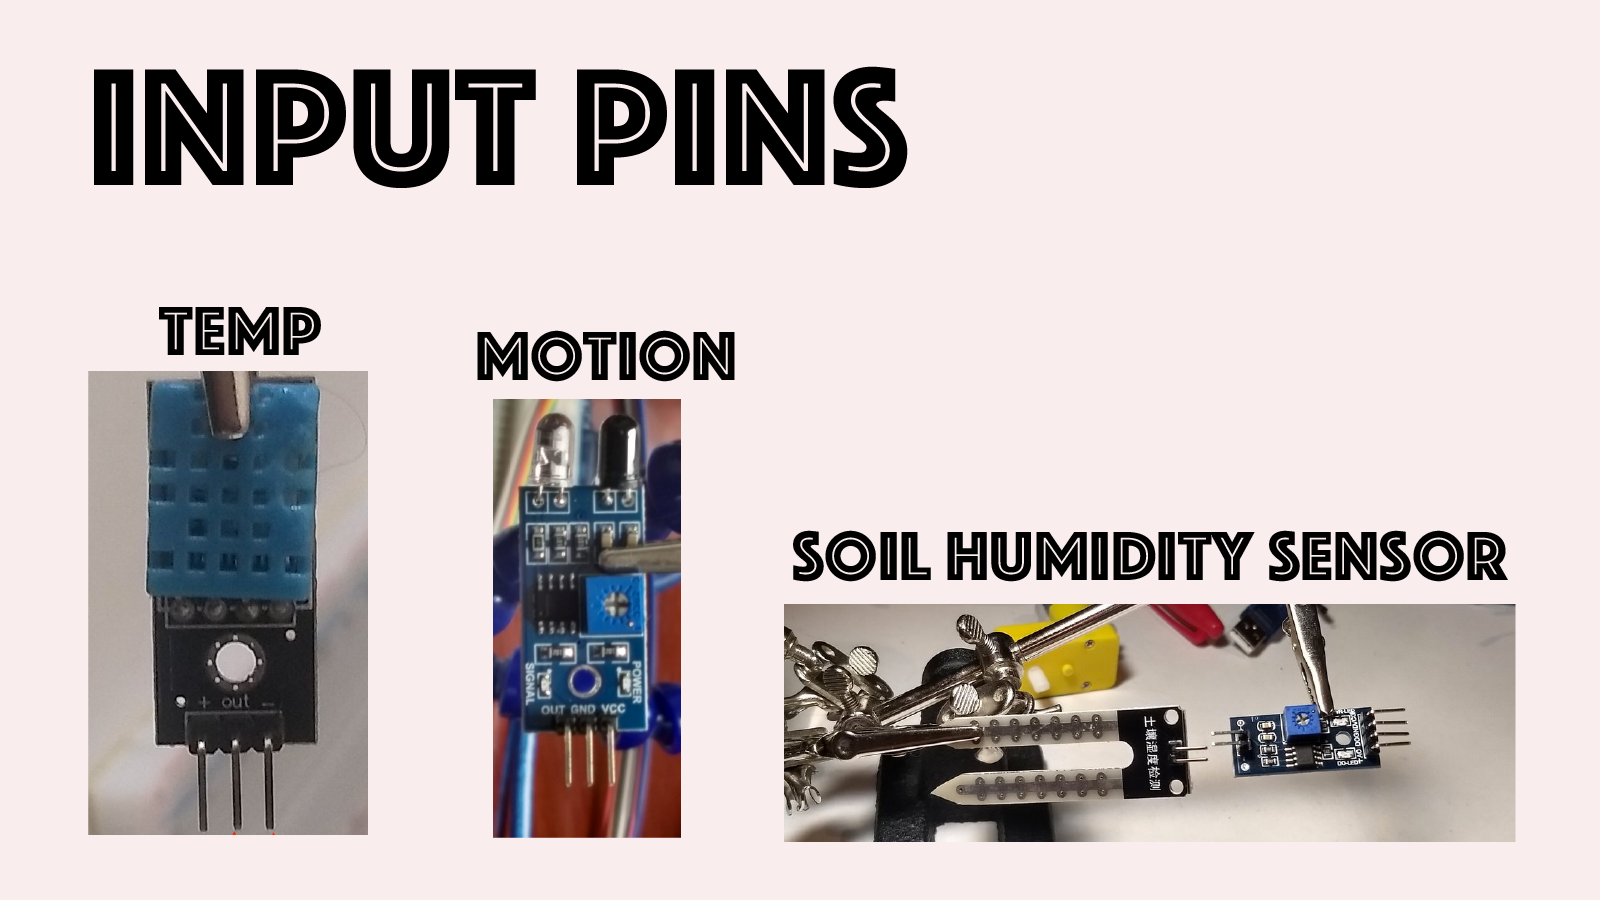 INPUT PINS
TEMP
MOTION
SOIL HUMIDITY SENSOR
+ out -
SIGNAL
POWER
OUT GND VCC
土壤湿度检测